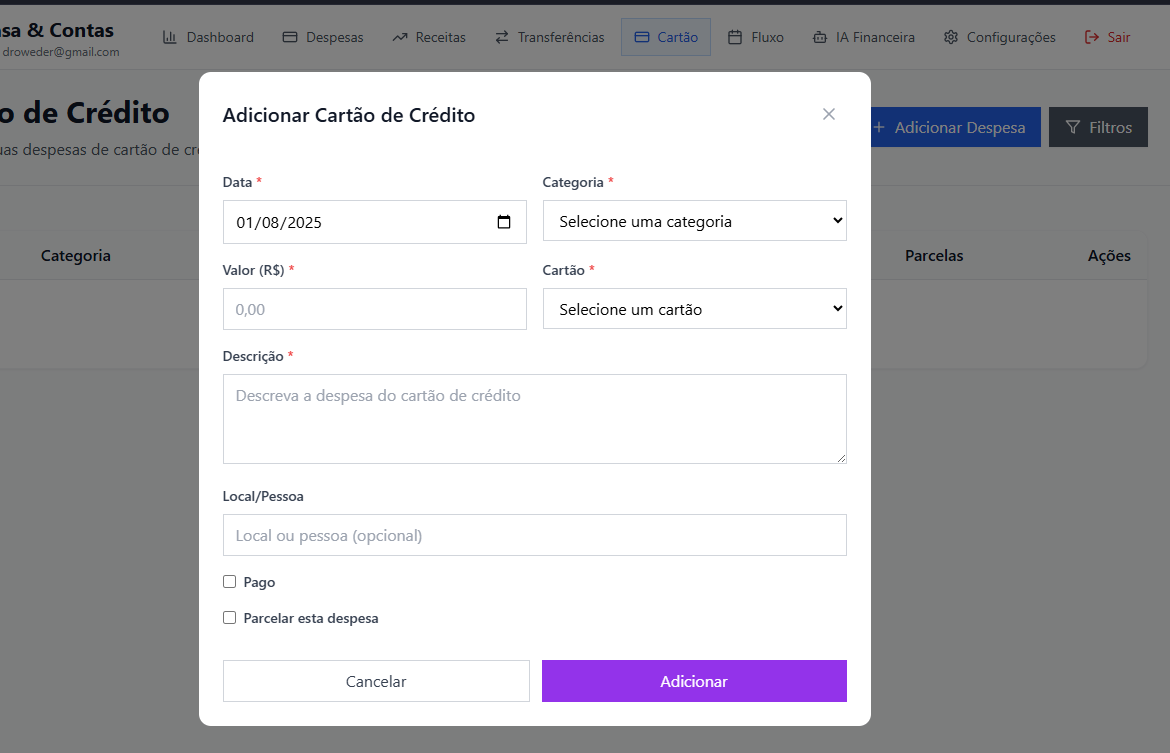 sa & Contas
droweder@gmail.com
Dashboard
Despesas
Receitas
Transferências
Cartão
Fluxo
IA Financeira
Configurações
Sair
o de Crédito
uas despesas de cartão de cr
+ Adicionar Despesa
Filtros
Categoria
Parcelas
Ações
Adicionar Cartão de Crédito
Data *
Categoria *
01/08/2025
Selecione uma categoria
Valor (R$) *
Cartão *
0,00
Selecione um cartão
Descrição *
Descreva a despesa do cartão de crédito
Local/Pessoa
Local ou pessoa (opcional)
Pago
Parcelar esta despesa
Cancelar
Adicionar